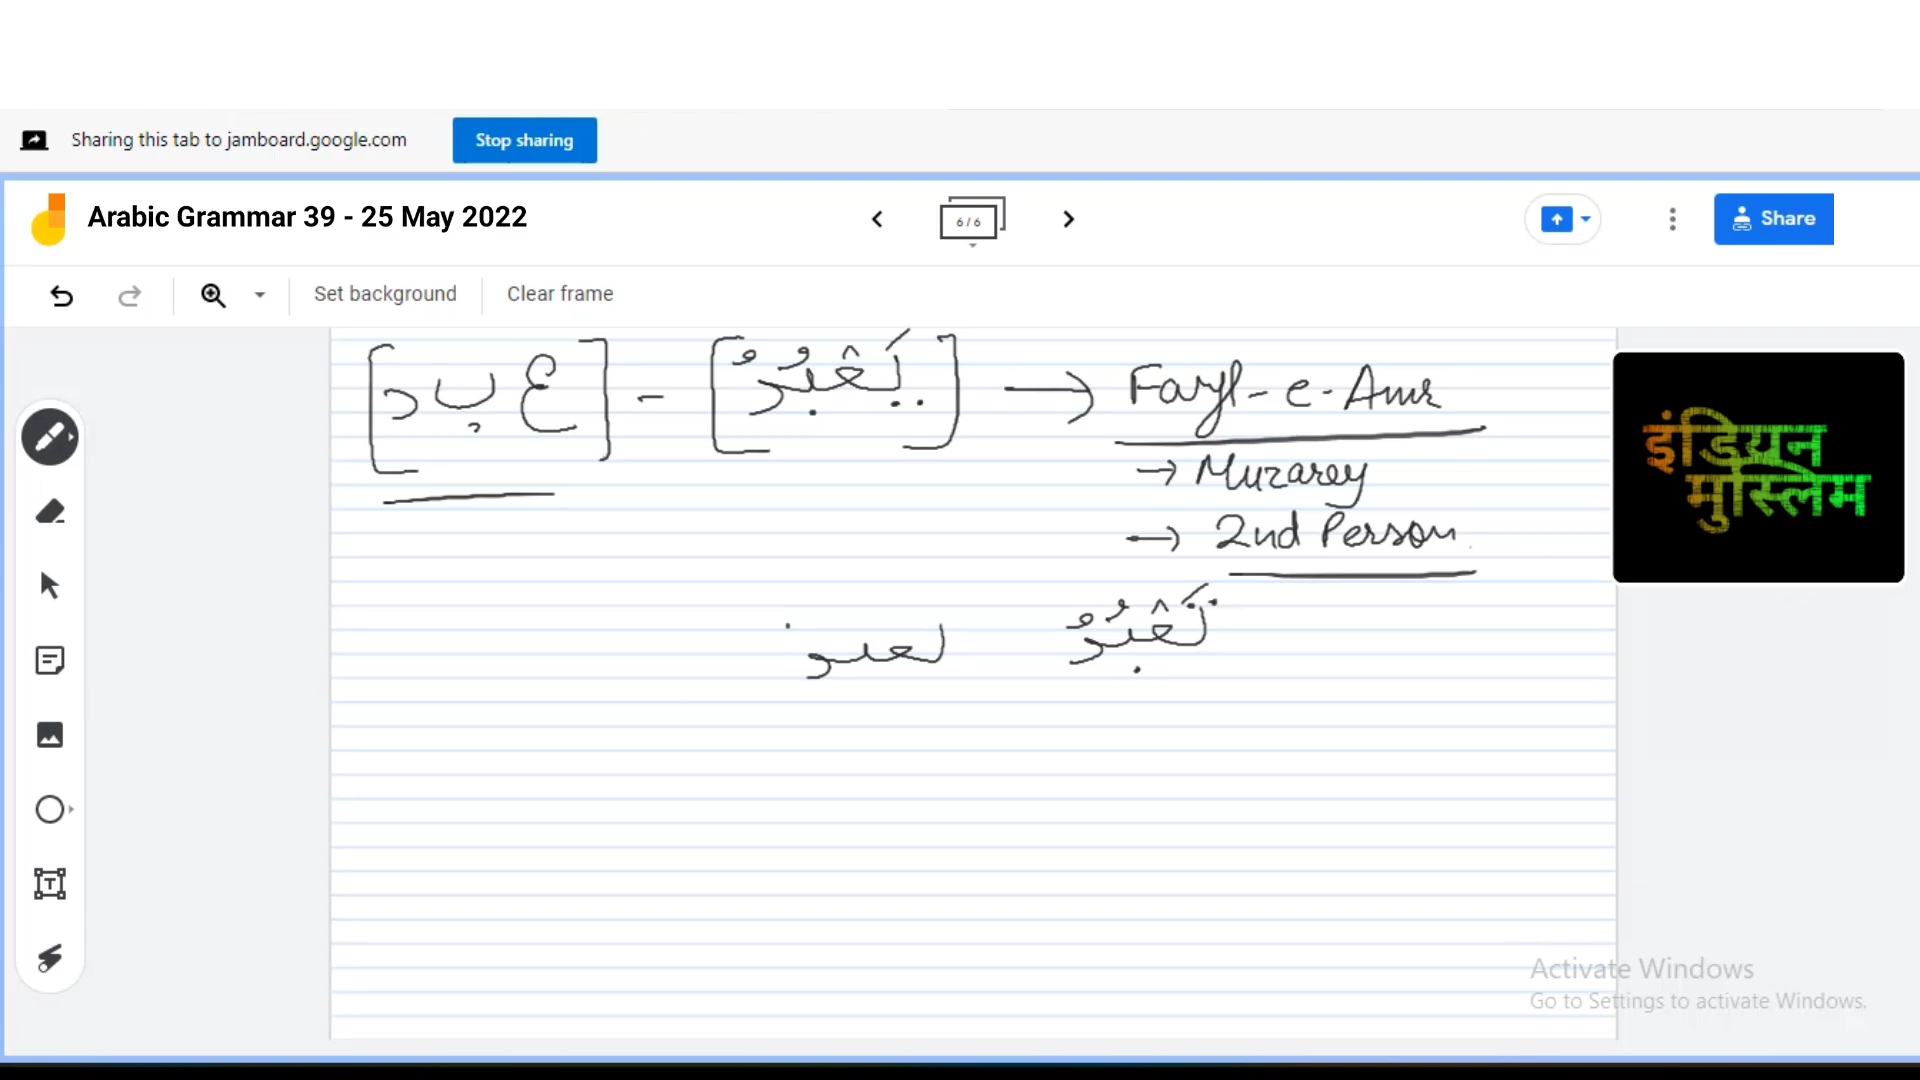 Sharing this tab to jamboard.google.com Stop sharing
Arabic Grammar 39 - 25 May 2022 6 / 6 Share
Set background Clear frame
[ع ب د] - [يَعْبُدُ] → Fayl-e-Amr
→ Muzarey
→ 2nd Person
تَعْبُدُ
इंडियन
मुस्लिम
Activate Windows
Go to Settings to activate Windows.